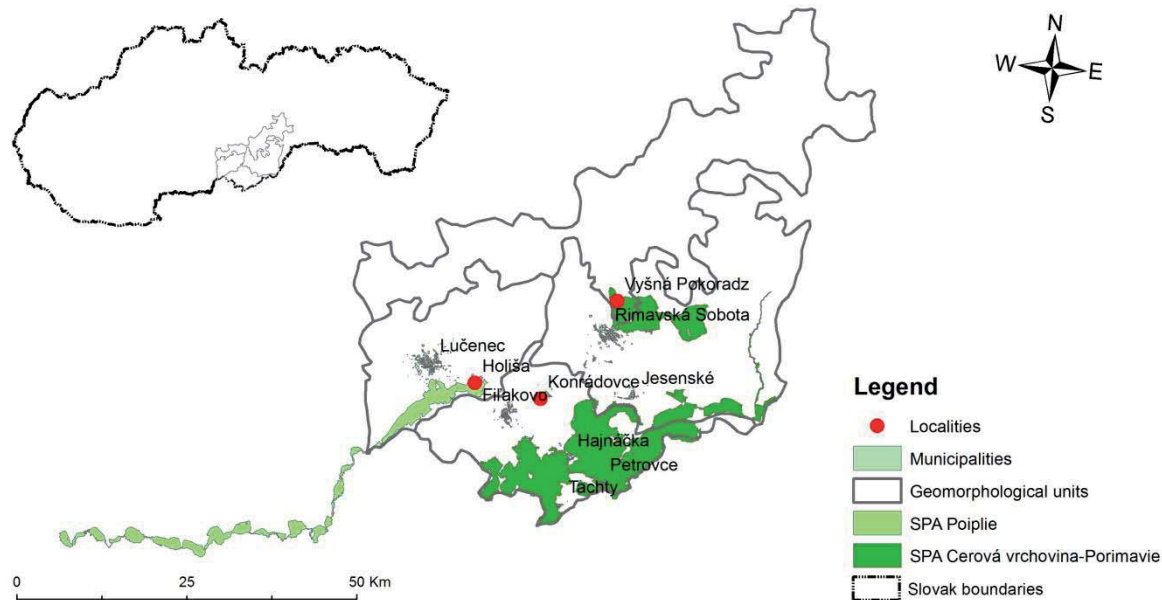 N
W
E
S
Vyšná Pokoradz
Rimavská Sobota
Lučenec
Holiša
Fiľakovo
Konrádovce
Jesenské
Hajnáčka
Petrovce
Tachty
Legend
Localities
Municipalities
Geomorphological units
SPA Poiplie
SPA Cerová vrchovina-Porimavie
Slovak boundaries
0 25 50 Km